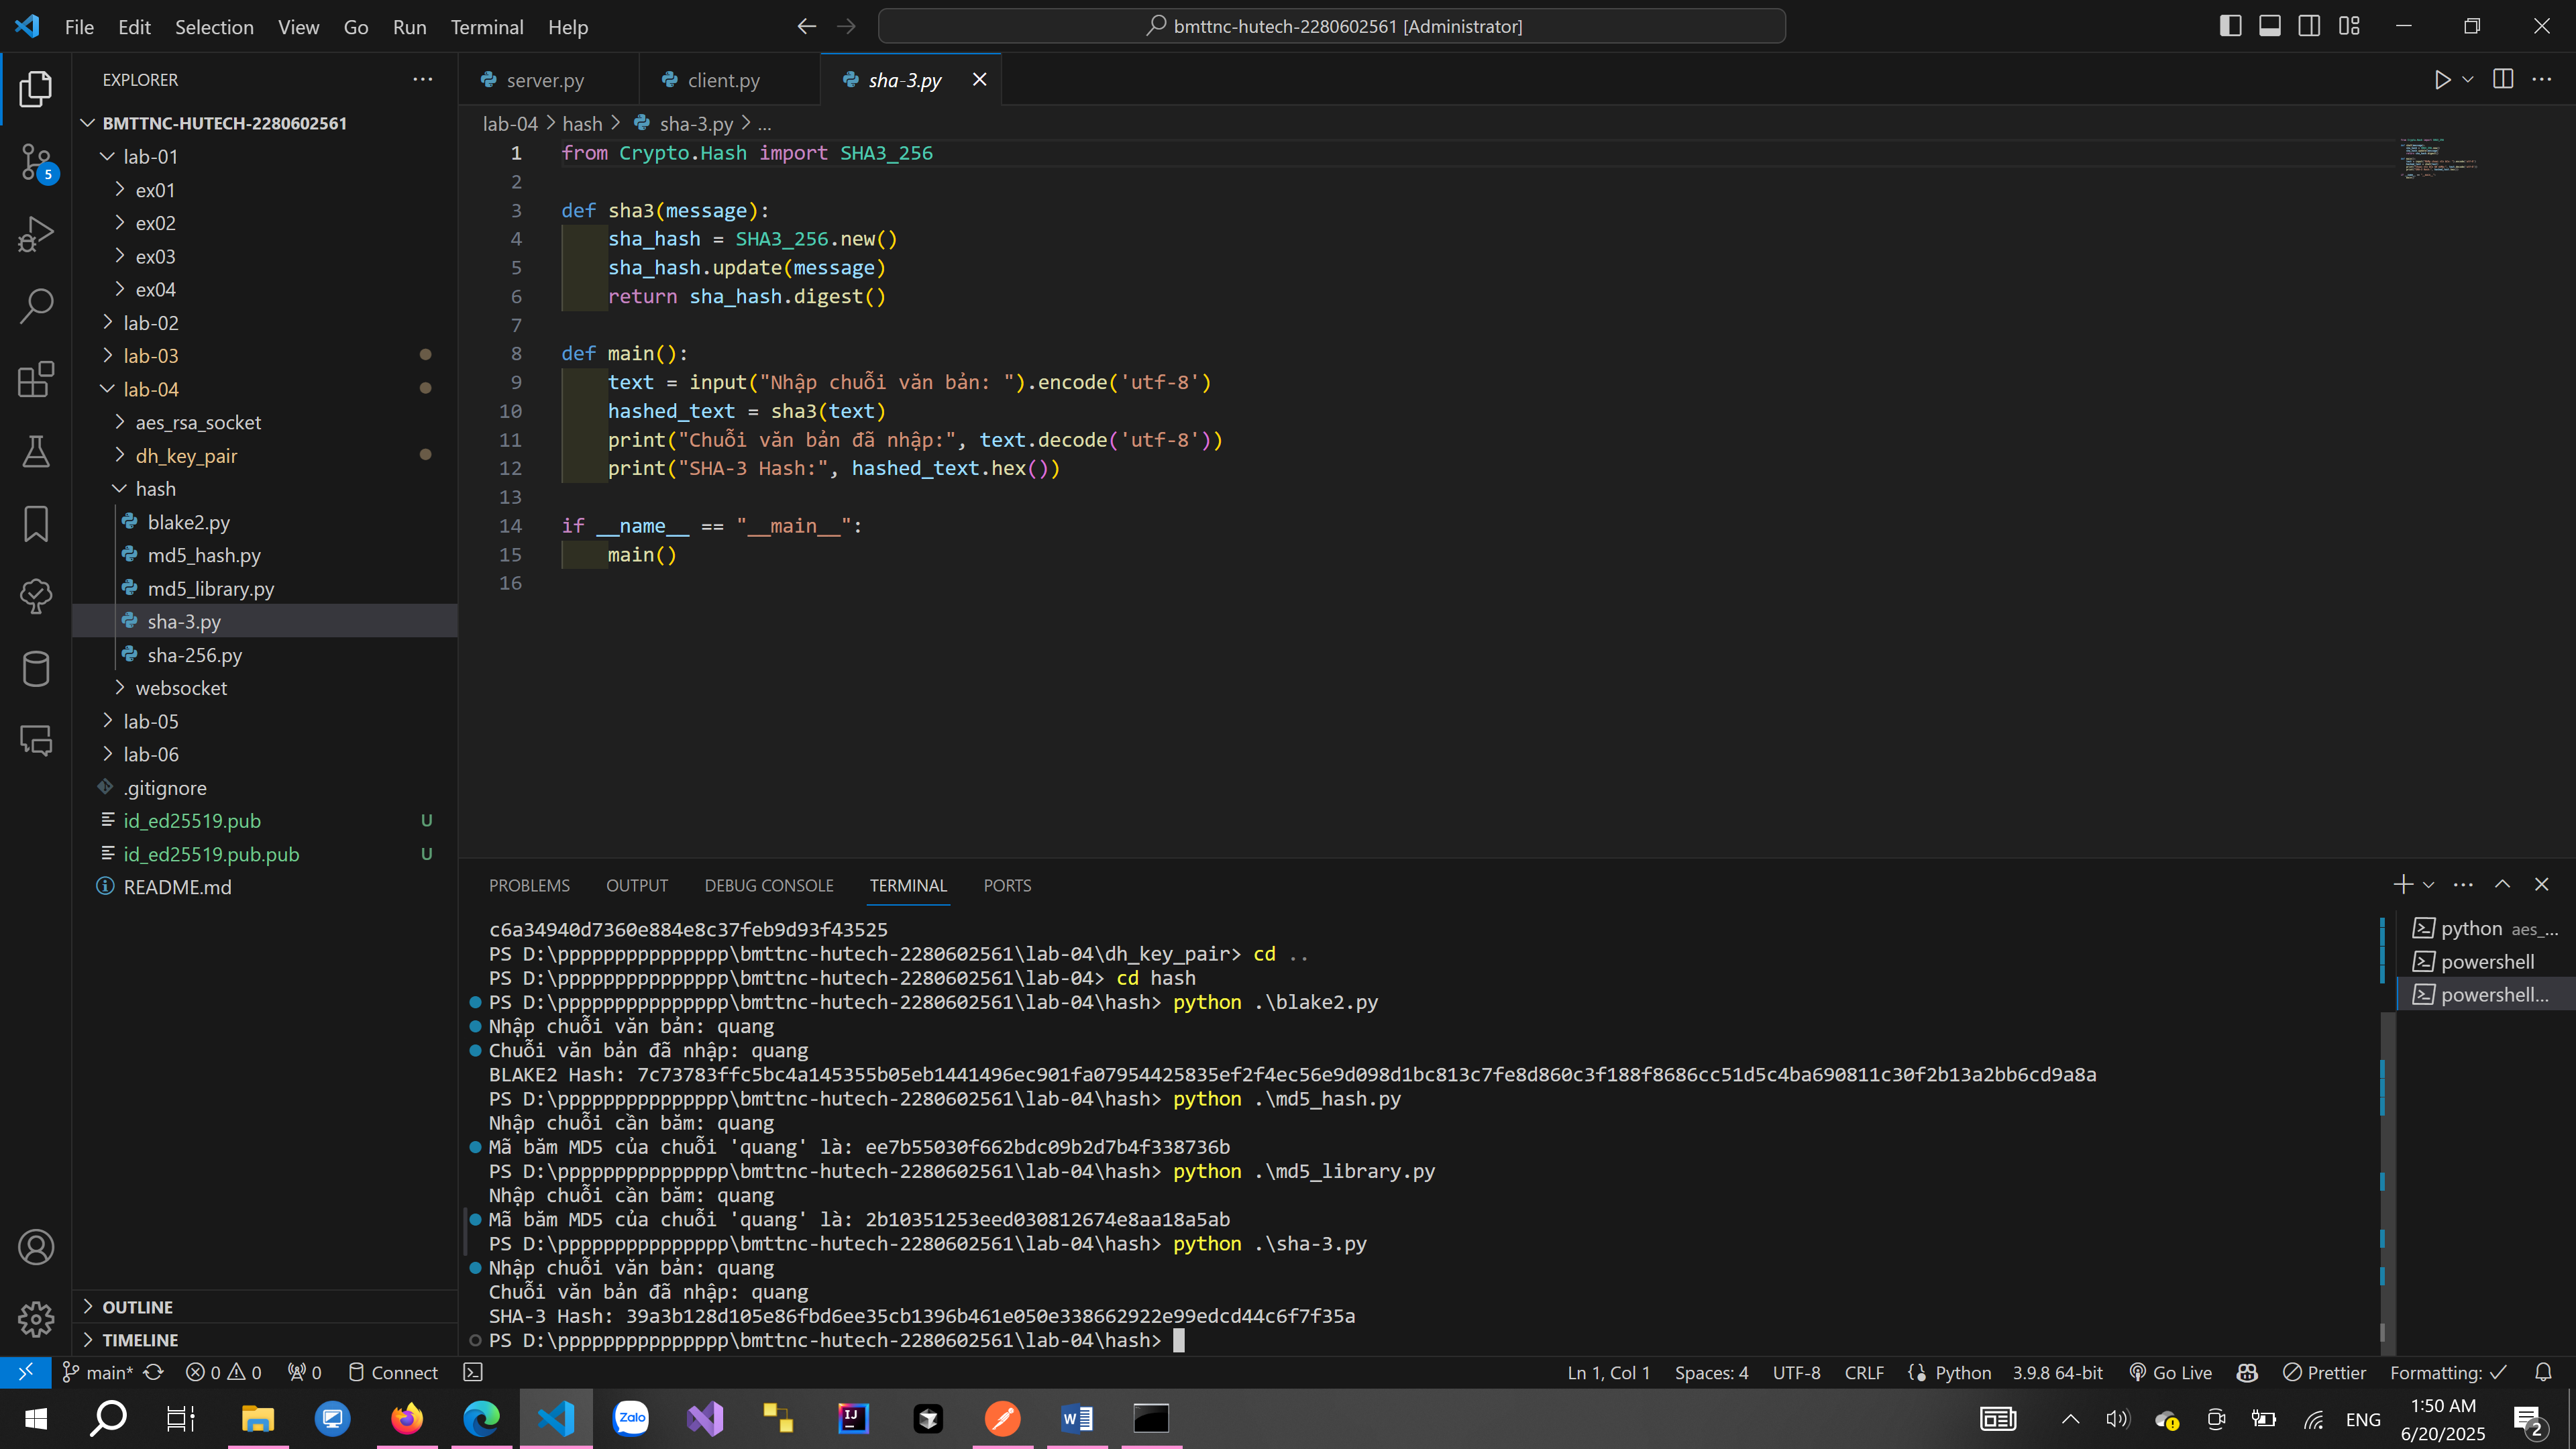 File Edit Selection View Go Run Terminal Help
bmttnc-hutech-2280602561 [Administrator]
EXPLORER
BMTTNC-HUTECH-2280602561
lab-01
ex01
ex02
ex03
ex04
lab-02
lab-03
lab-04
aes_rsa_socket
dh_key_pair
hash
blake2.py
md5_hash.py
md5_library.py
sha-3.py
sha-256.py
websocket
lab-05
lab-06
.gitignore
id_ed25519.pub U
id_ed25519.pub.pub U
README.md
OUTLINE
TIMELINE
5
server.py client.py sha-3.py
lab-04 > hash > sha-3.py > ...
1 from Crypto.Hash import SHA3_256
2
3 def sha3(message):
4 sha_hash = SHA3_256.new()
5 sha_hash.update(message)
6 return sha_hash.digest()
7
8 def main():
9 text = input("Nhập chuỗi văn bản: ").encode('utf-8')
10 hashed_text = sha3(text)
11 print("Chuỗi văn bản đã nhập:", text.decode('utf-8'))
12 print("SHA-3 Hash:", hashed_text.hex())
13
14 if __name__ == "__main__":
15 main()
16
PROBLEMS OUTPUT DEBUG CONSOLE TERMINAL PORTS
c6a34940d7360e884e8c37feb9d93f43525
PS D:\ppppppppppppppp\bmttnc-hutech-2280602561\lab-04\dh_key_pair> cd ..
PS D:\ppppppppppppppp\bmttnc-hutech-2280602561\lab-04> cd hash
PS D:\ppppppppppppppp\bmttnc-hutech-2280602561\lab-04\hash> python .\blake2.py
Nhập chuỗi văn bản: quang
Chuỗi văn bản đã nhập: quang
BLAKE2 Hash: 7c73783ffc5bc4a145355b05eb1441496ec901fa07954425835ef2f4ec56e9d098d1bc813c7fe8d860c3f188f8686cc51d5c4ba690811c30f2b13a2bb6cd9a8a
PS D:\ppppppppppppppp\bmttnc-hutech-2280602561\lab-04\hash> python .\md5_hash.py
Nhập chuỗi cần băm: quang
Mã băm MD5 của chuỗi 'quang' là: ee7b55030f662bdc09b2d7b4f338736b
PS D:\ppppppppppppppp\bmttnc-hutech-2280602561\lab-04\hash> python .\md5_library.py
Nhập chuỗi cần băm: quang
Mã băm MD5 của chuỗi 'quang' là: 2b10351253eed030812674e8aa18a5ab
PS D:\ppppppppppppppp\bmttnc-hutech-2280602561\lab-04\hash> python .\sha-3.py
Nhập chuỗi văn bản: quang
Chuỗi văn bản đã nhập: quang
SHA-3 Hash: 39a3b128d105e86fbd6ee35cb1396b461e050e338662922e99edcd44c6f7f35a
PS D:\ppppppppppppppp\bmttnc-hutech-2280602561\lab-04\hash>
python aes_...
powershell
powershell...
main* 0 0 0 Connect
Ln 1, Col 1 Spaces: 4 UTF-8 CRLF Python 3.9.8 64-bit Go Live Prettier Formatting:
Zalo
ENG
1:50 AM
6/20/2025
2